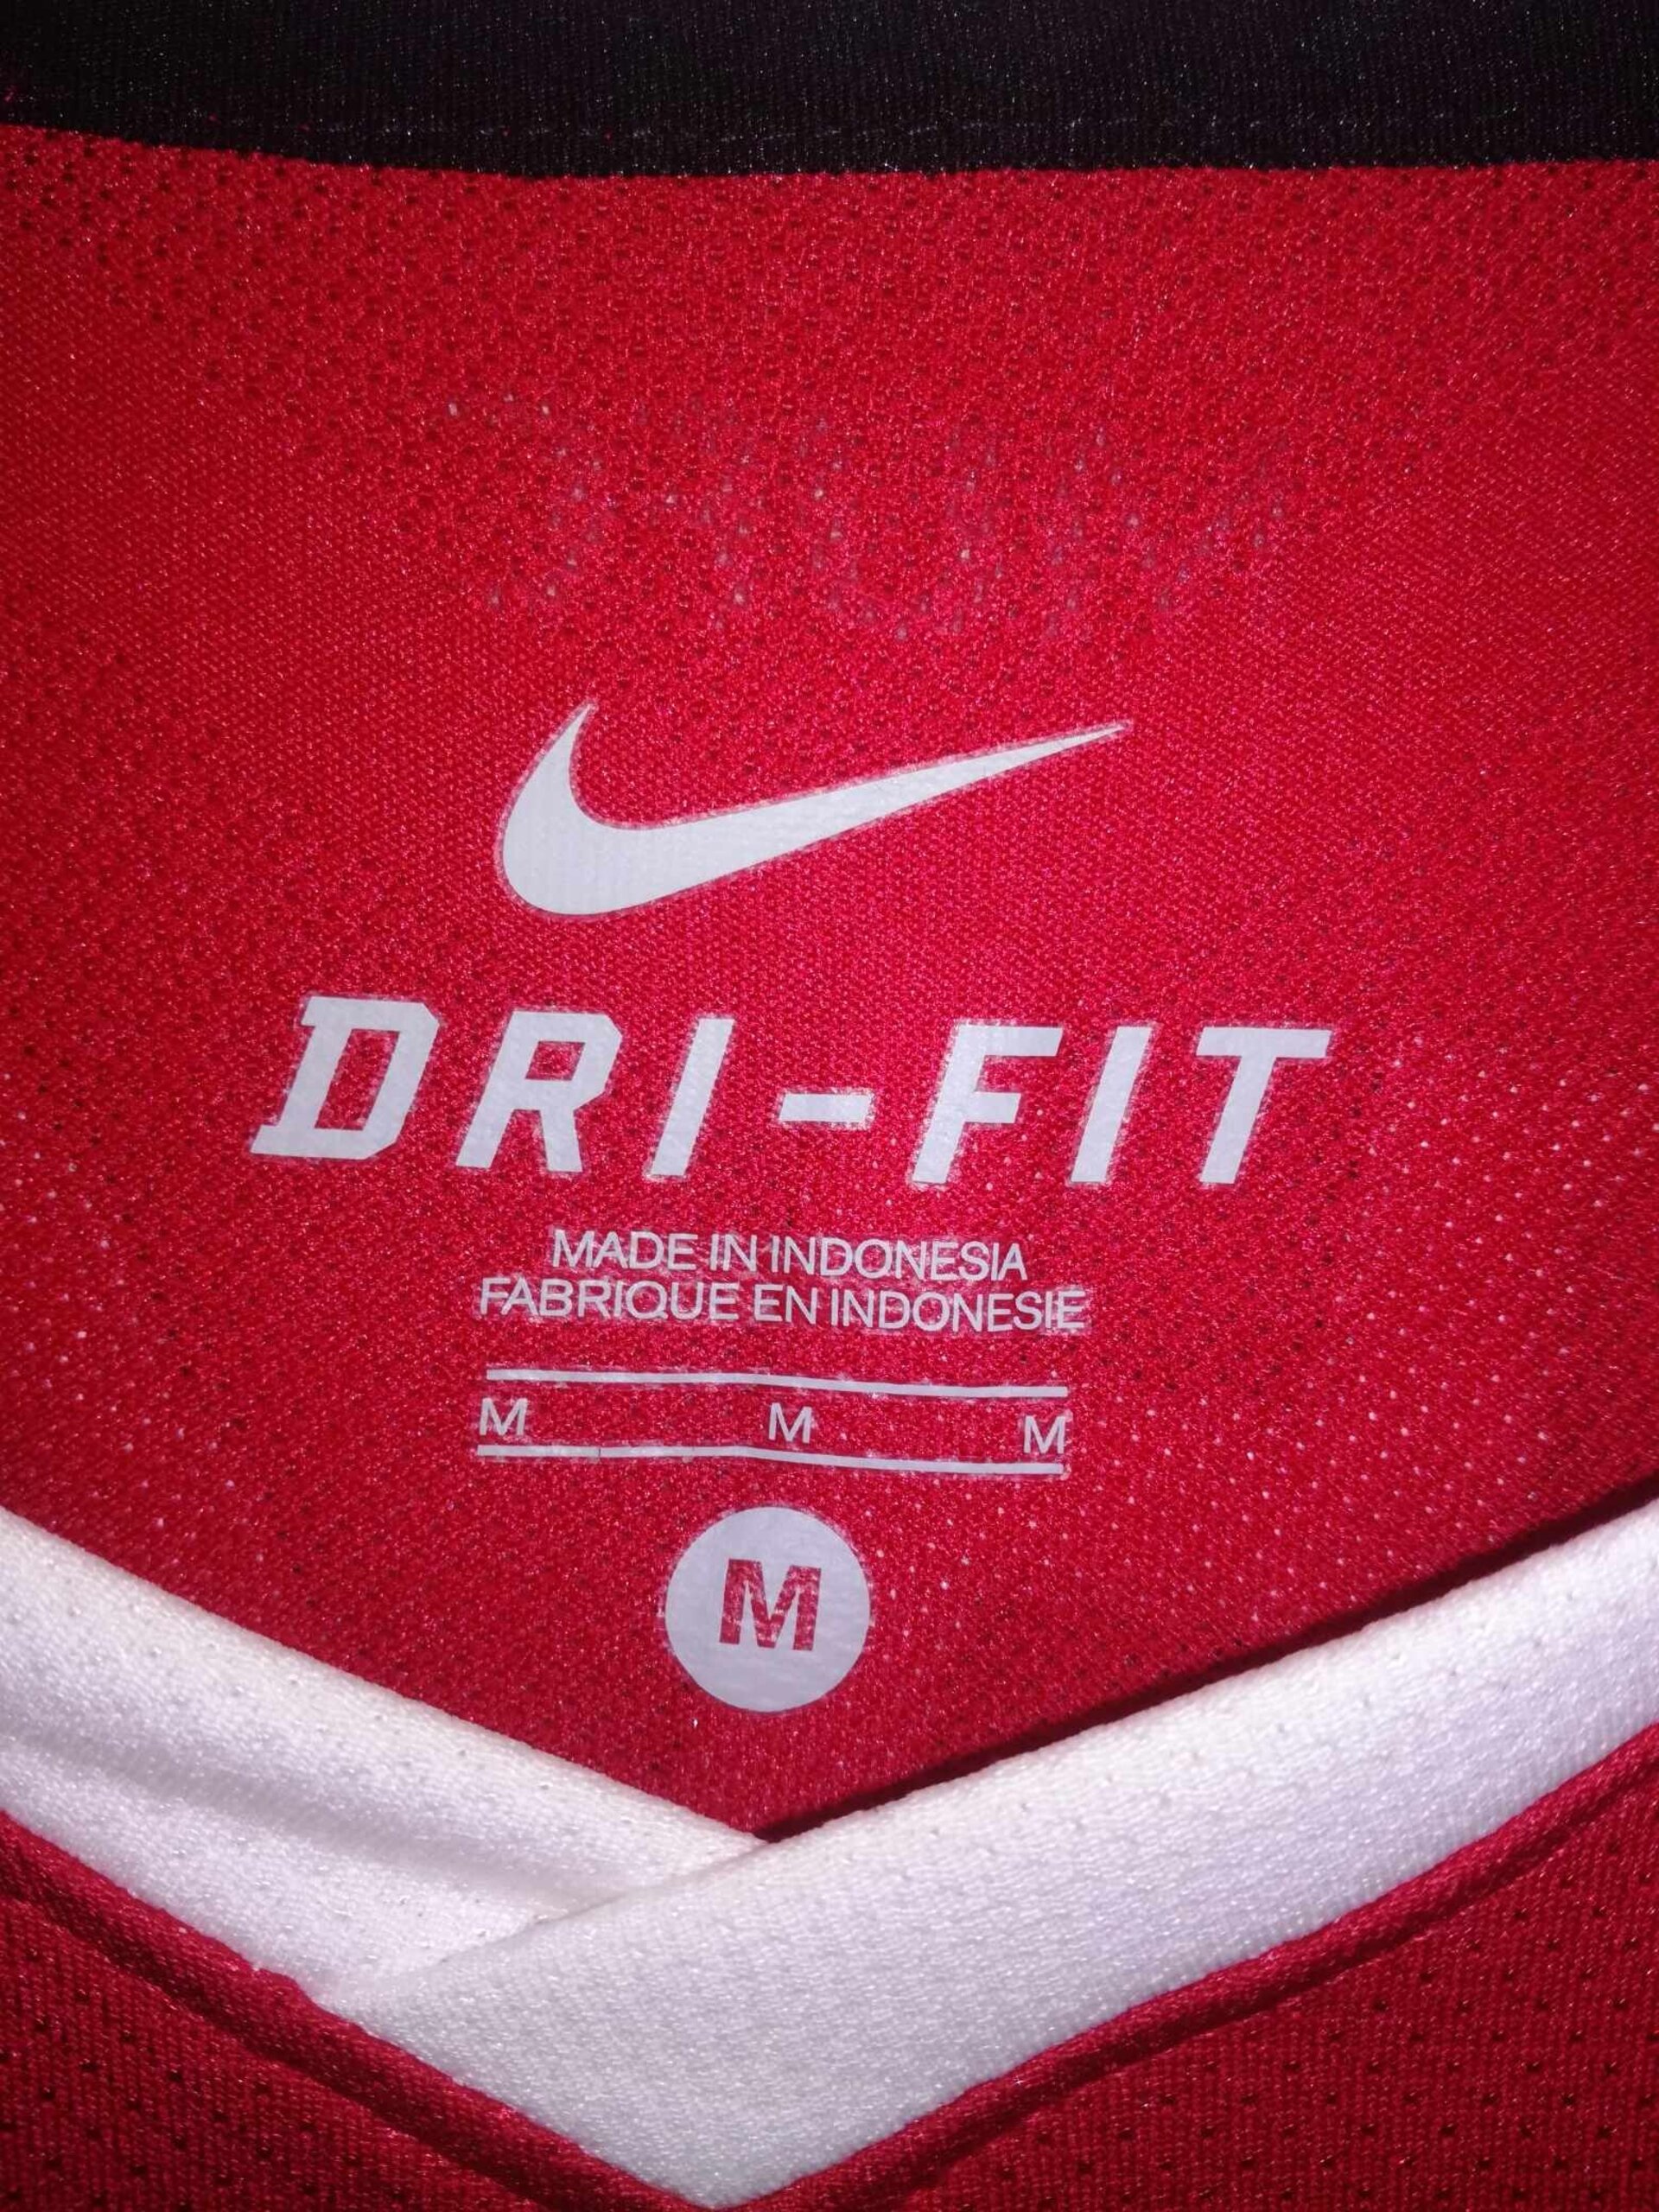 DRI-FIT
MADE IN INDONESIA
FABRIQUE EN INDONESIE
M M M
M